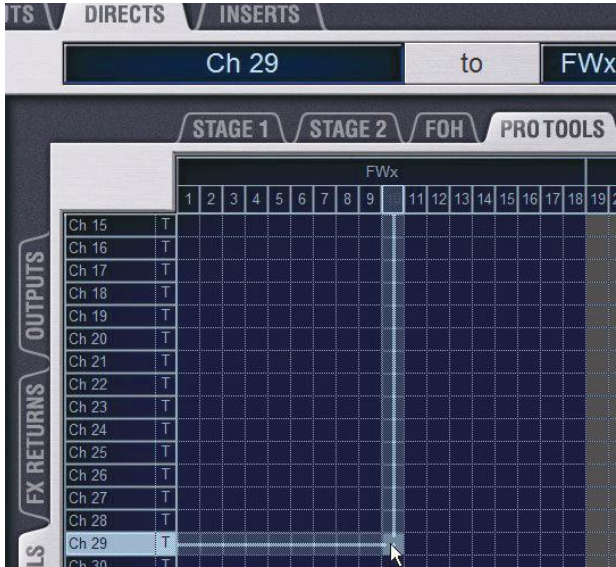 DIRECTS INSERTS
Ch 29 to FWx
STAGE 1 STAGE 2 FOH PRO TOOLS
FWx
1 2 3 4 5 6 7 8 9 10 11 12 13 14 15 16 17 18 19
Ch 15 T
Ch 16 T
Ch 17 T
Ch 18 T
Ch 19 T
Ch 20 T
Ch 21 T
Ch 22 T
Ch 23 T
Ch 24 T
Ch 25 T
Ch 26 T
Ch 27 T
Ch 28 T
Ch 29 T
Ch 30 T
OUTPUTS
FX RETURNS